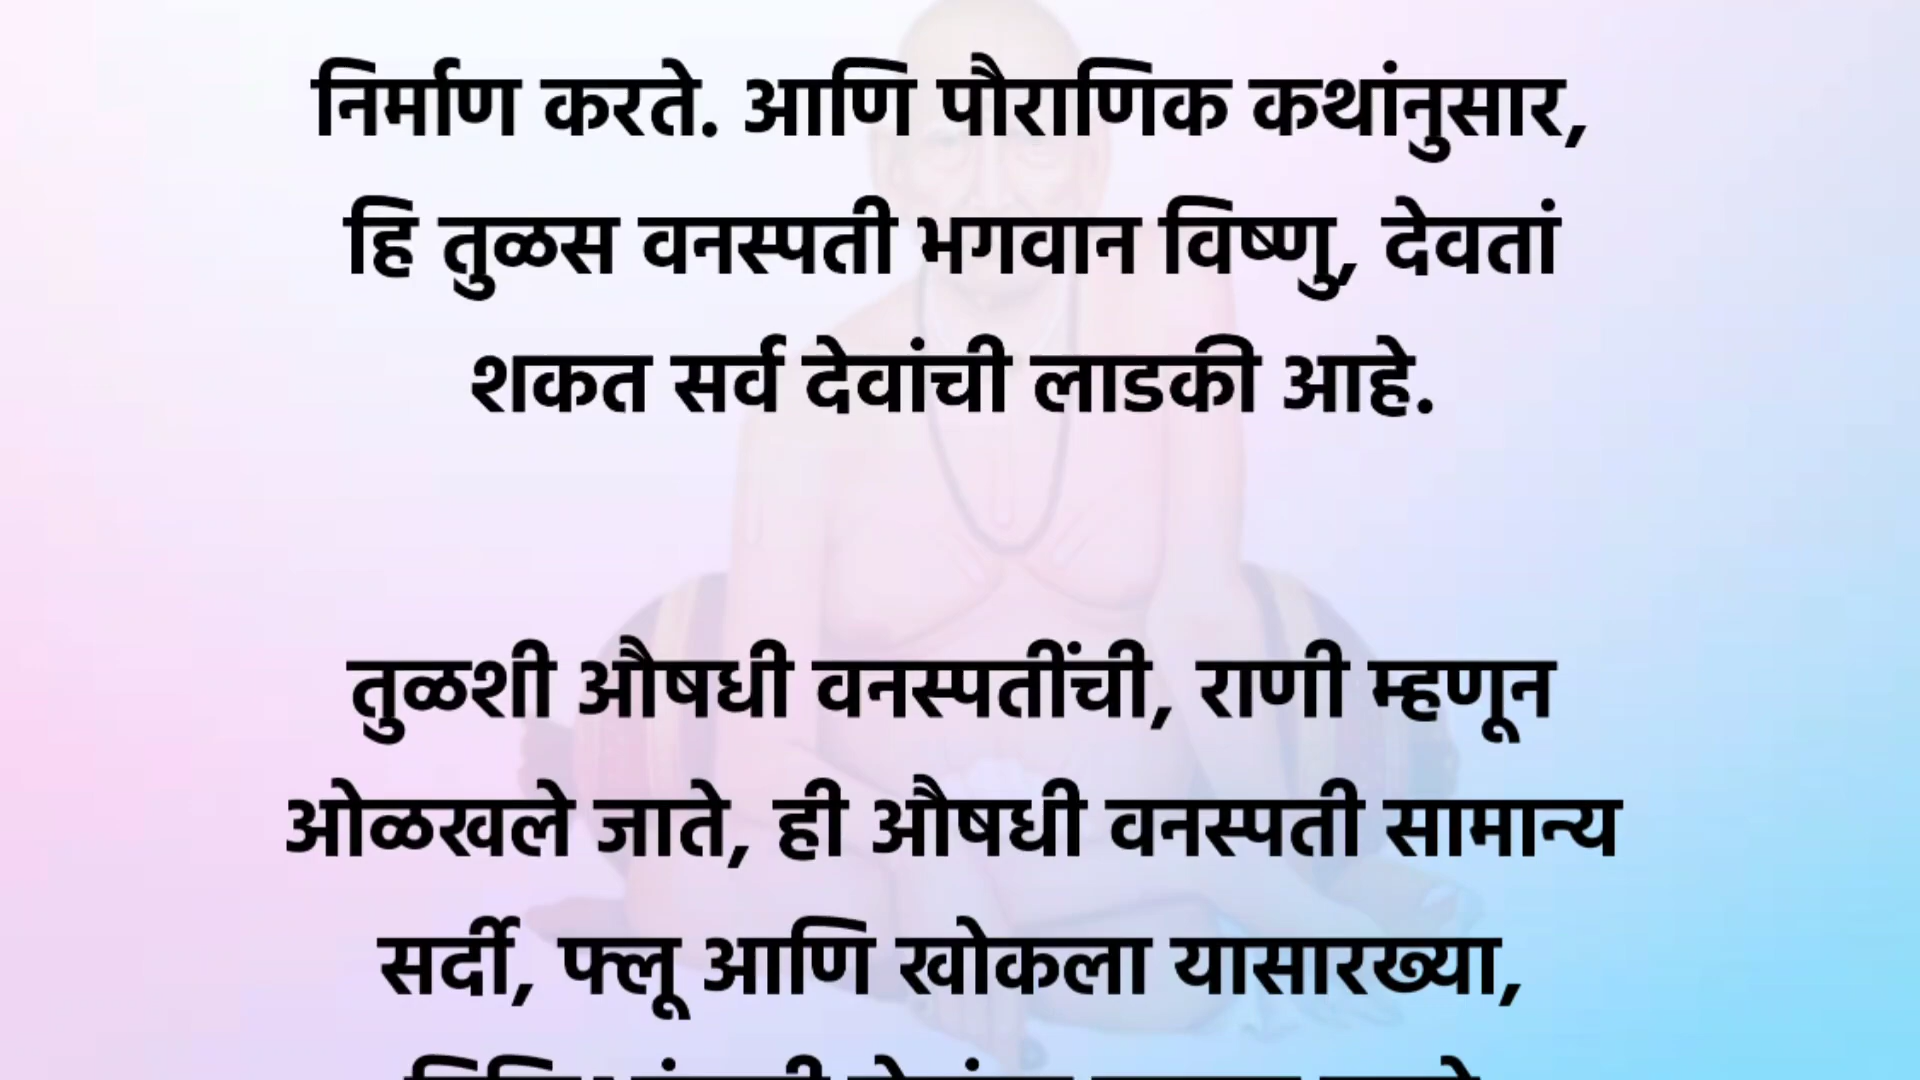 निर्माण करते. आणि पौराणिक कथांनुसार,
हि तुळस वनस्पती भगवान विष्णु, देवतां
शकत सर्व देवांची लाडकी आहे.
तुळशी औषधी वनस्पतींची, राणी म्हणून
ओळखले जाते, ही औषधी वनस्पती सामान्य
सर्दी, फ्लू आणि खोकला यासारख्या,